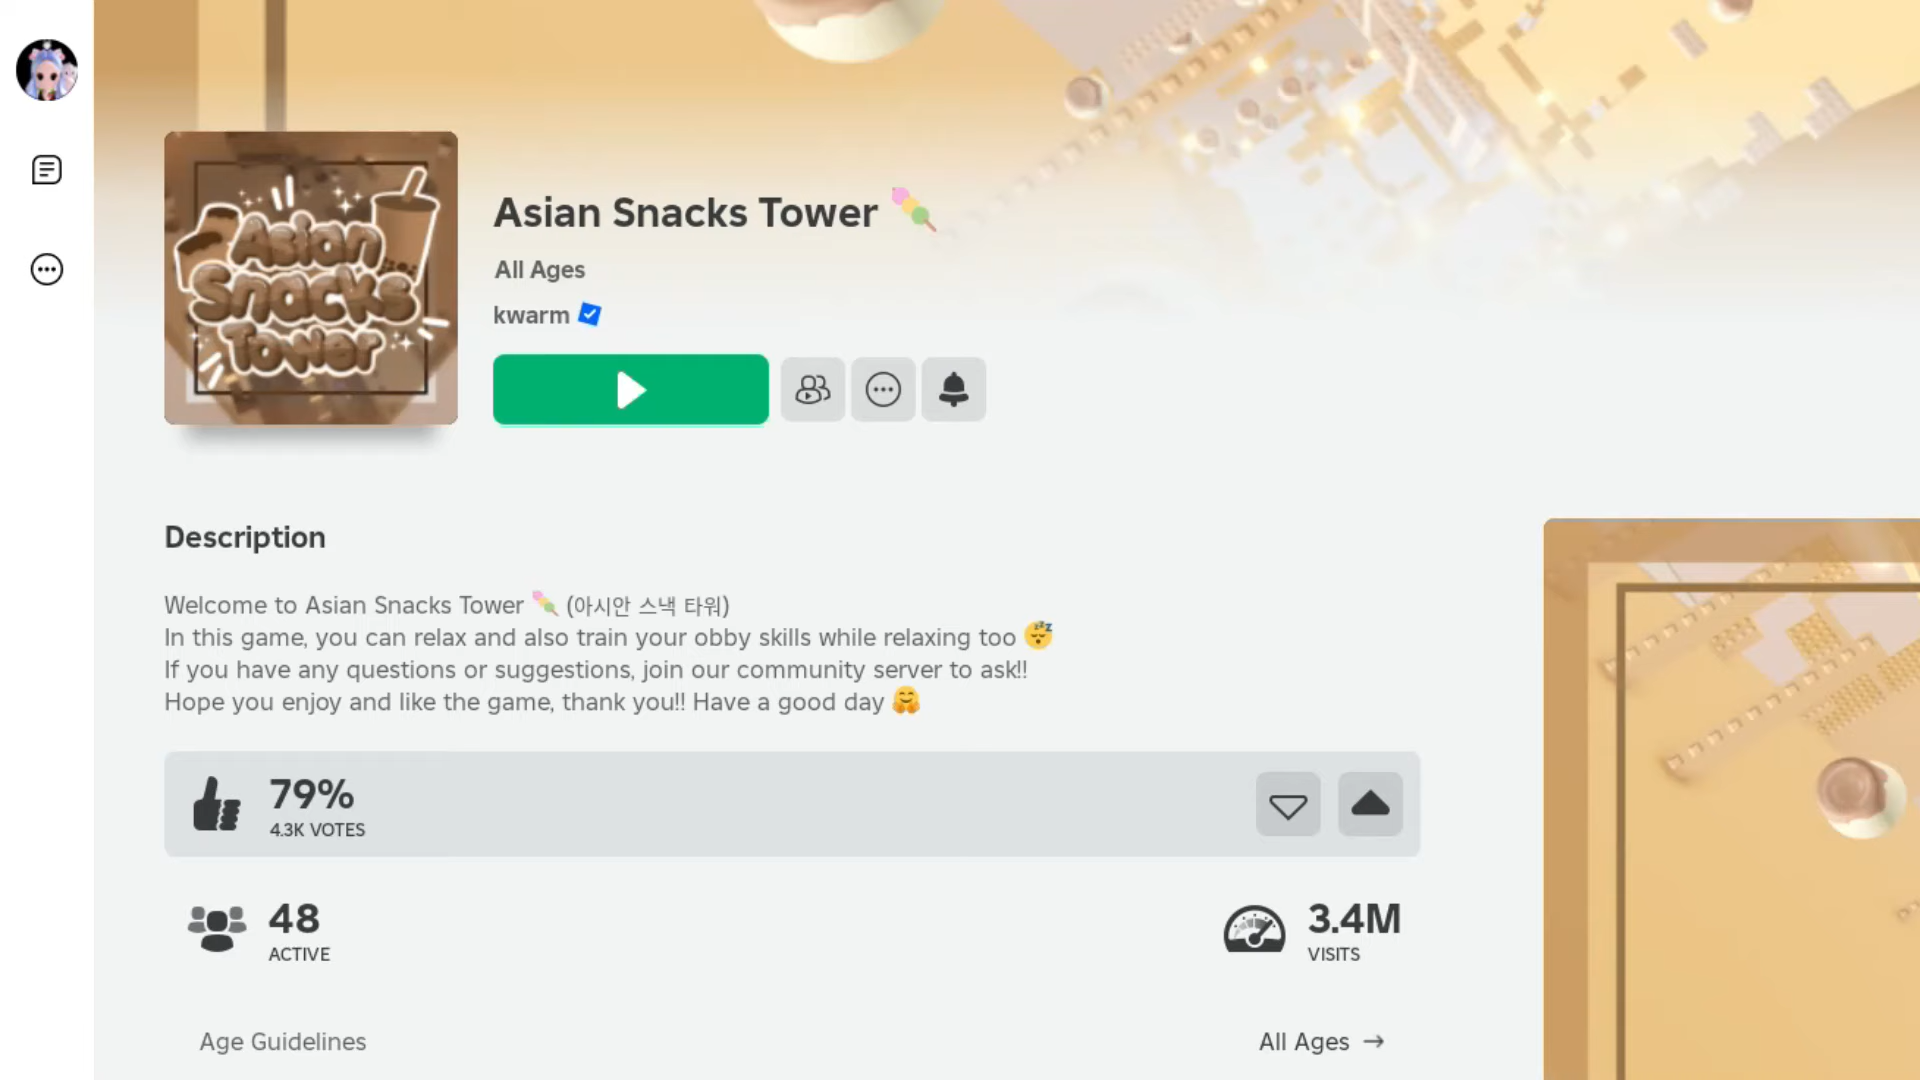 Asian
Snacks
Tower
Asian Snacks Tower 🍡
All Ages
kwarm
Description
Welcome to Asian Snacks Tower 🍡 (아시안 스낵 타워)
In this game, you can relax and also train your obby skills while relaxing too 😴
If you have any questions or suggestions, join our community server to ask!!
Hope you enjoy and like the game, thank you!! Have a good day 🤗
79%
4.3K VOTES
48
ACTIVE
3.4M
VISITS
Age Guidelines
All Ages →